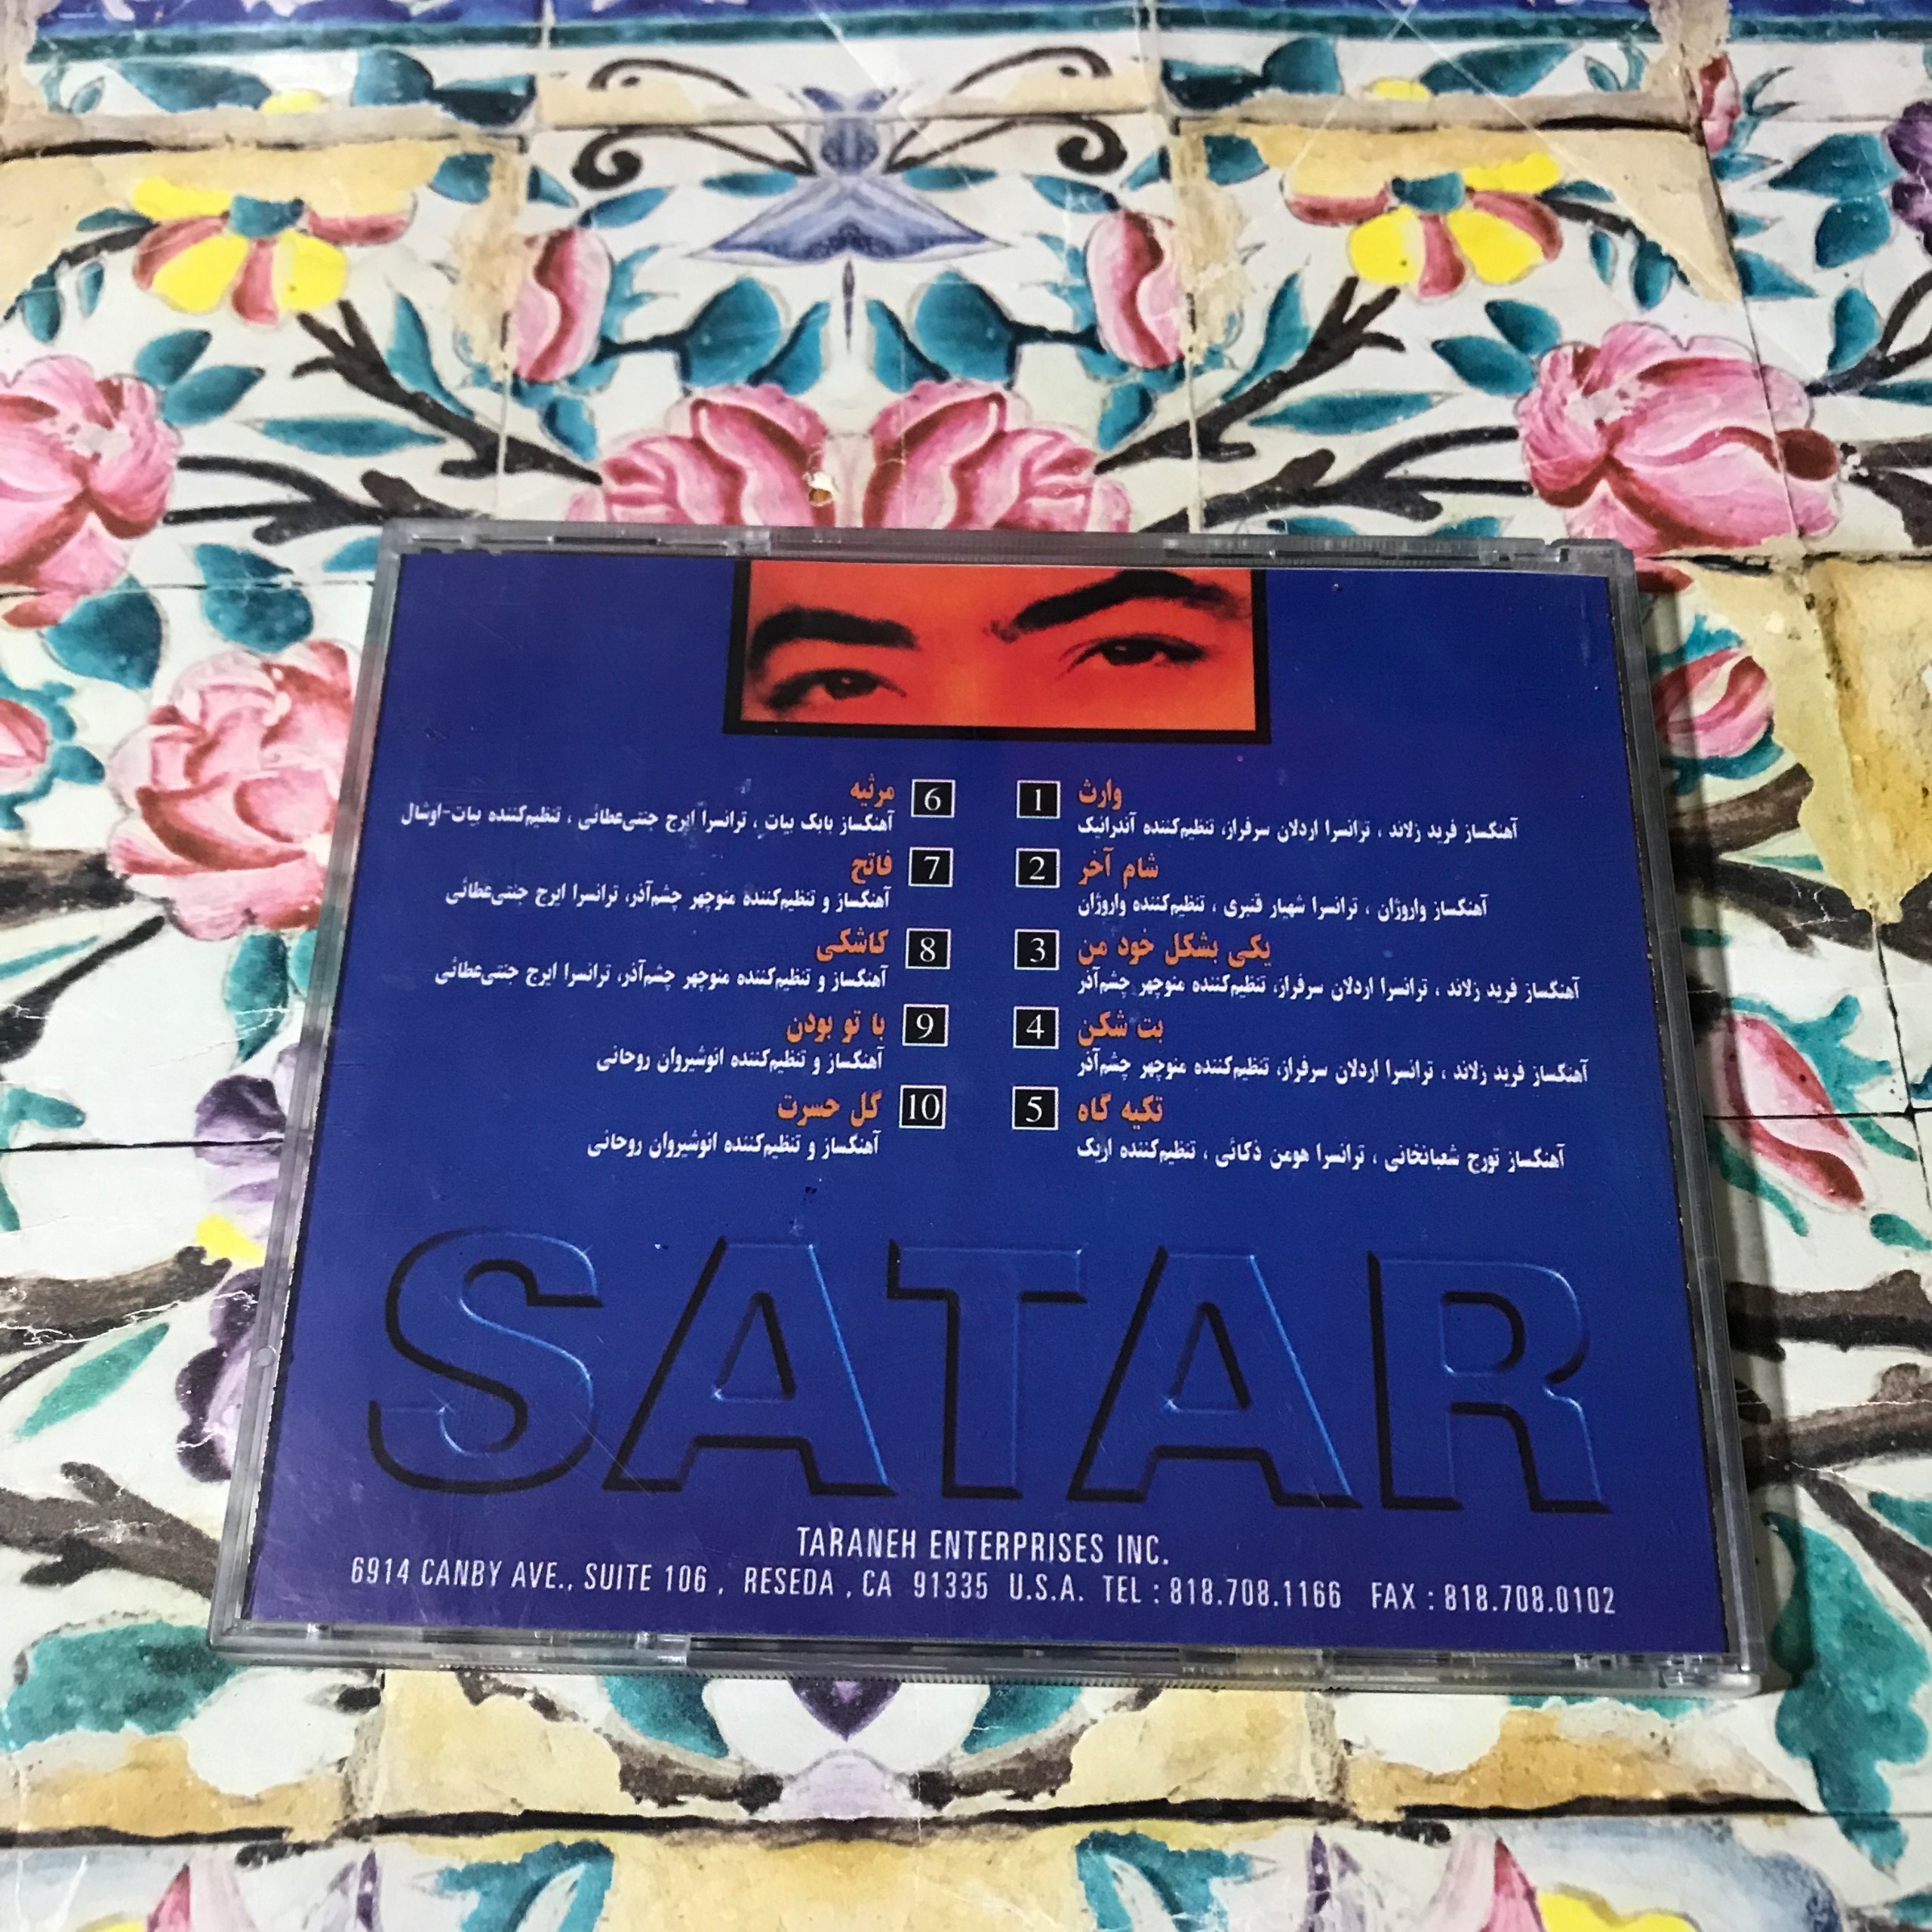 1 وارث
آهنگساز فرید زلاند ، ترانسرا اردلان سرفراز، تنظیم‌کننده آندرانیک
2 شام آخر
آهنگساز واروژان ، ترانسرا شهیار قنبری ، تنظیم‌کننده واروژان
3 یکی بشکل خود من
آهنگساز فرید زلاند ، ترانسرا اردلان سرفراز، تنظیم‌کننده منوچهر چشم‌آذر
4 بت شکن
آهنگساز فرید زلاند ، ترانسرا اردلان سرفراز، تنظیم‌کننده منوچهر چشم‌آذر
5 تکیه گاه
آهنگساز تورج شعبانخانی ، ترانسرا هومن ذکائی ، تنظیم‌کننده اریک
6 مرثیه
آهنگساز بابک بیات ، ترانسرا ایرج جنتی‌عطائی ، تنظیم‌کننده بیات-اوشال
7 فاتح
آهنگساز و تنظیم‌کننده منوچهر چشم‌آذر، ترانسرا ایرج جنتی‌عطائی
8 کاشکی
آهنگساز و تنظیم‌کننده منوچهر چشم‌آذر، ترانسرا ایرج جنتی‌عطائی
9 با تو بودن
آهنگساز و تنظیم‌کننده انوشیروان روحانی
10 گل حسرت
آهنگساز و تنظیم‌کننده انوشیروان روحانی
SATAR
TARANEH ENTERPRISES INC.
6914 CANBY AVE., SUITE 106 , RESEDA , CA 91335 U.S.A. TEL : 818.708.1166 FAX : 818.708.0102